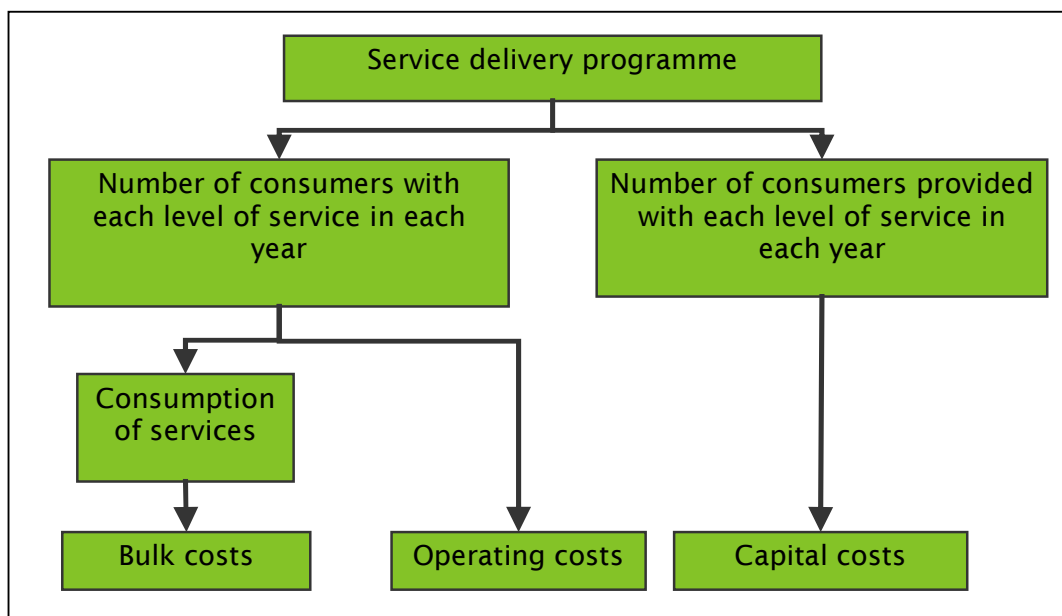 Service delivery programme
Number of consumers with
each level of service in each
year
Number of consumers provided
with each level of service in
each year
Consumption
of services
Bulk costs
Operating costs
Capital costs